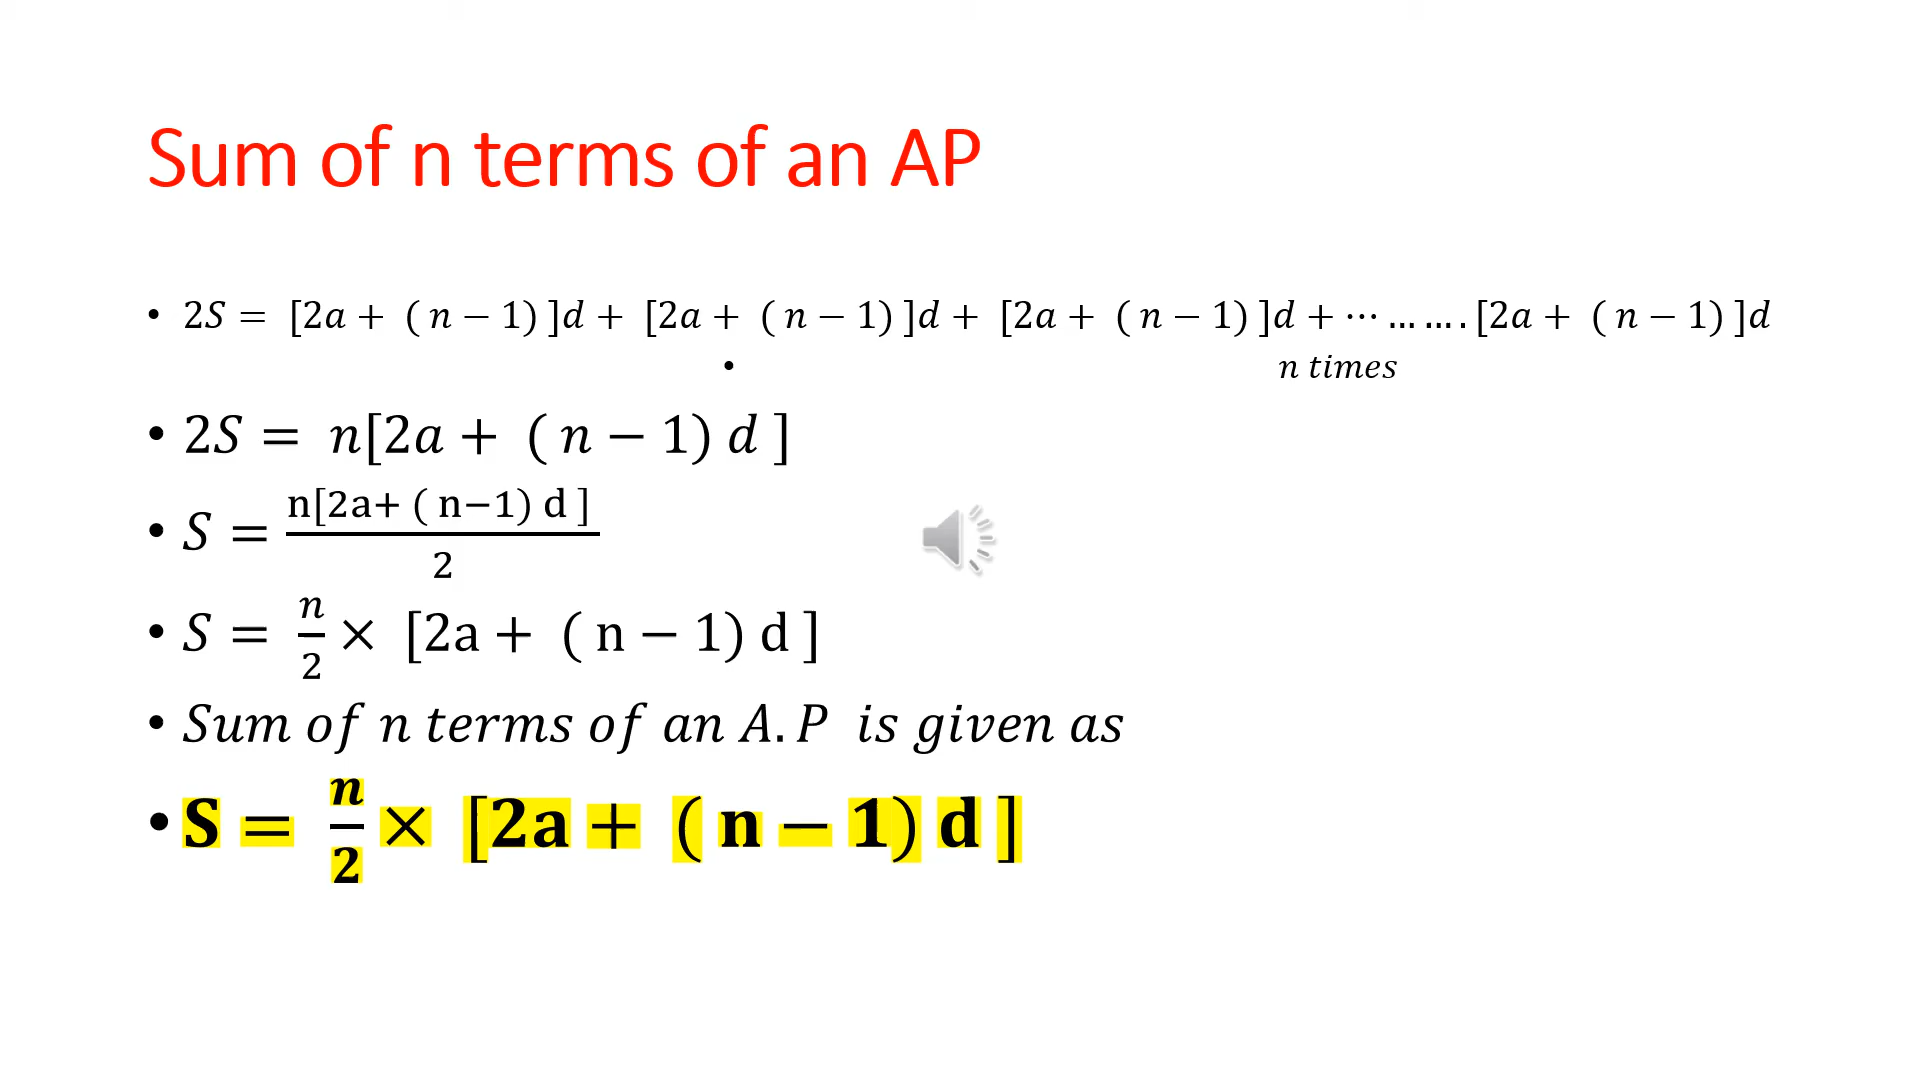 Sum of n terms of an AP
• 2S = [2a + ( n − 1) ]d + [2a + ( n − 1) ]d + [2a + ( n − 1) ]d + ⋯ … … . [2a + ( n − 1) ]d
• n times
• 2S = n[2a + ( n − 1) d ]
• S = n[2a+ ( n−1) d ] / 2
• S = n/2 × [2a + ( n − 1) d ]
• Sum of n terms of an A. P is given as
• S = n/2 × [2a + ( n − 1) d ]